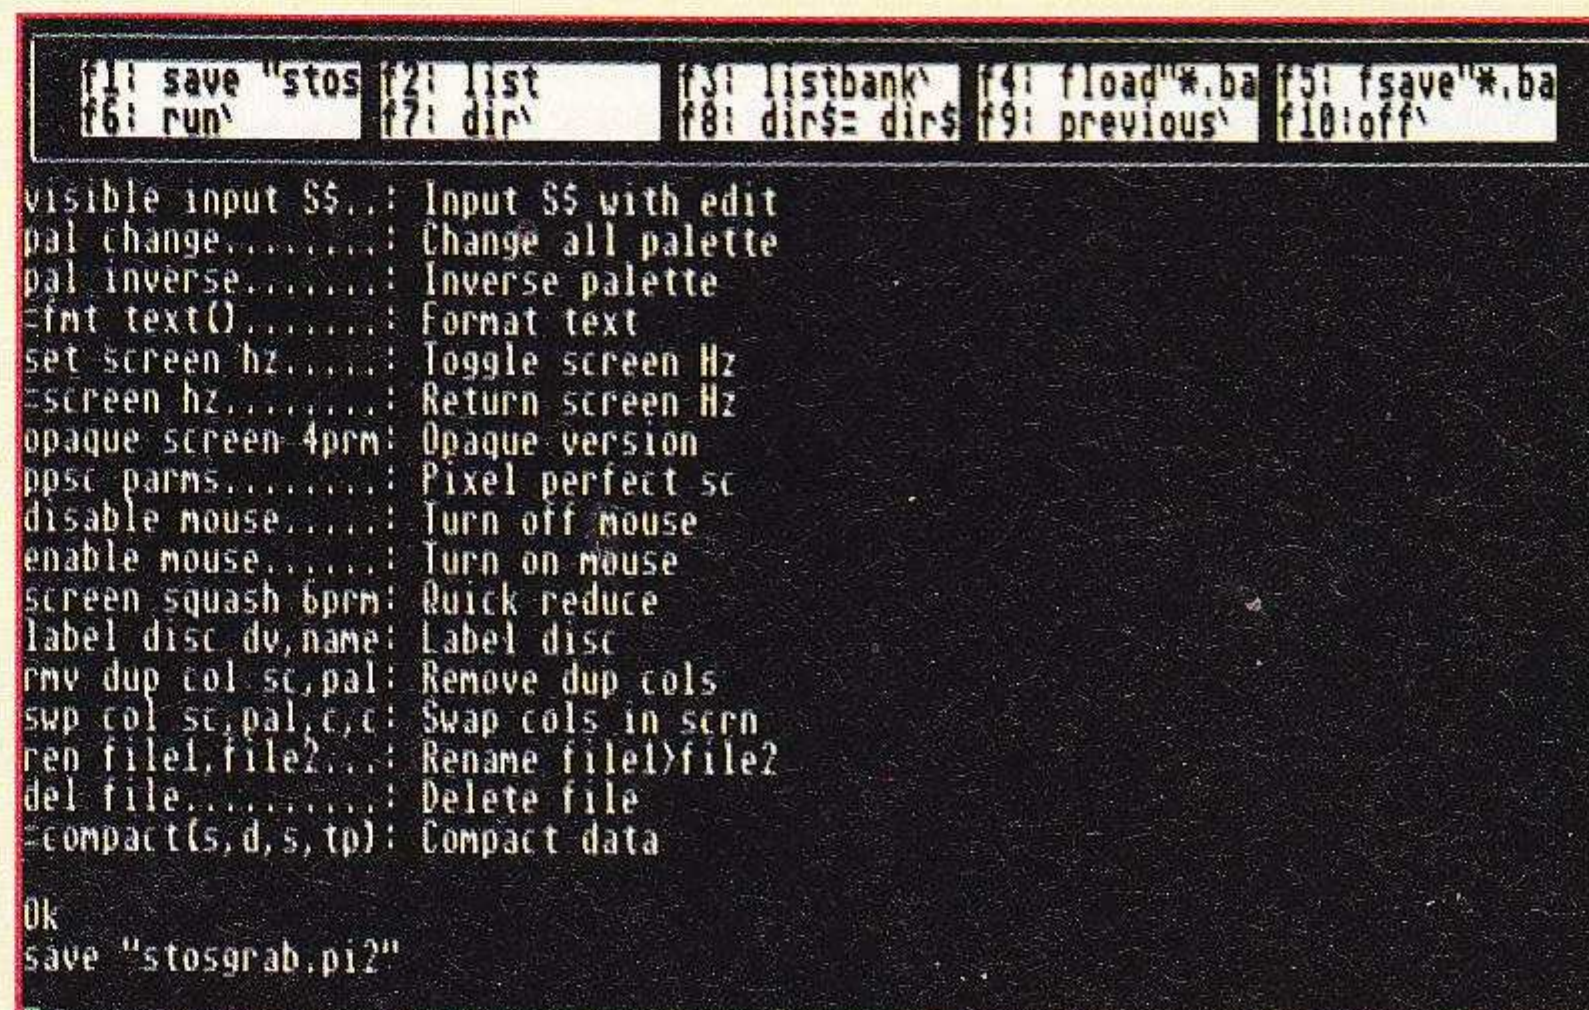 f1: save "stos f2: list f3: listbank` f4: fload"*.ba f5: fsave"*.ba
f6: run` f7: dir` f8: dir$= dir$ f9: previous` f10:off`
visible input S$..: Input S$ with edit
pal change........: Change all palette
pal inverse.......: Inverse palette
=fmt text().......: Format text
set screen hz.....: Toggle screen Hz
=screen hz........: Return screen Hz
opaque screen 4prm: Opaque version
ppsc parms........: Pixel perfect sc
disable mouse.....: Turn off mouse
enable mouse......: Turn on mouse
screen squash 6prm: Quick reduce
label disc dv,name: Label disc
rmv dup col sc,pal: Remove dup cols
swp col sc,pal,c,c: Swap cols in scrn
ren file1,file2...: Rename file1>file2
del file..........: Delete file
=compact(s,d,s,tp): Compact data
Ok
save "stosgrab.pi2"